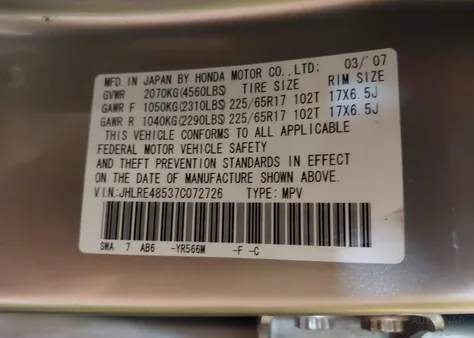 MFD. IN JAPAN BY HONDA MOTOR CO., LTD: 03/'07
GVWR 2070KG(4560LBS) TIRE SIZE RIM SIZE
GAWR F 1050KG(2310LBS)225/65R17 102T 17X6.5J
GAWR R 1040KG(2290LBS)225/65R17 102T 17X6.5J
THIS VEHICLE CONFORMS TO ALL APPLICABLE
FEDERAL MOTOR VEHICLE SAFETY
AND THEFT PREVENTION STANDARDS IN EFFECT
ON THE DATE OF MANUFACTURE SHOWN ABOVE.
V.I.N.:JHLRE48537C072726 TYPE: MPV
SWA 7 AB6 -YR566M -F -C